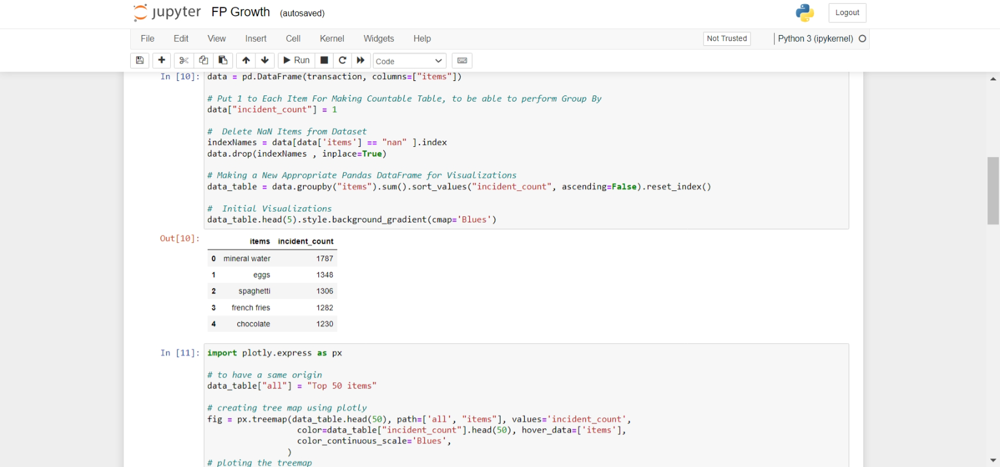 jupyter FP Growth (autosaved) Logout
File Edit View Insert Cell Kernel Widgets Help Not Trusted Python 3 (ipykernel)
Run Code
In [10]: data = pd.DataFrame(transaction, columns=["items"])
# Put 1 to Each Item For Making Countable Table, to be able to perform Group By
data["incident_count"] = 1
#  Delete NaN Items from Dataset
indexNames = data[data['items'] == "nan" ].index
data.drop(indexNames , inplace=True)
# Making a New Appropriate Pandas DataFrame for Visualizations
data_table = data.groupby("items").sum().sort_values("incident_count", ascending=False).reset_index()
#  Initial Visualizations
data_table.head(5).style.background_gradient(cmap='Blues')
Out[10]:
items incident_count
0 mineral water 1787
1 eggs 1348
2 spaghetti 1306
3 french fries 1282
4 chocolate 1230
In [11]: import plotly.express as px
# to have a same origin
data_table["all"] = "Top 50 items"
# creating tree map using plotly
fig = px.treemap(data_table.head(50), path=['all', "items"], values='incident_count',
color=data_table["incident_count"].head(50), hover_data=['items'],
color_continuous_scale='Blues',
)
# ploting the treemap